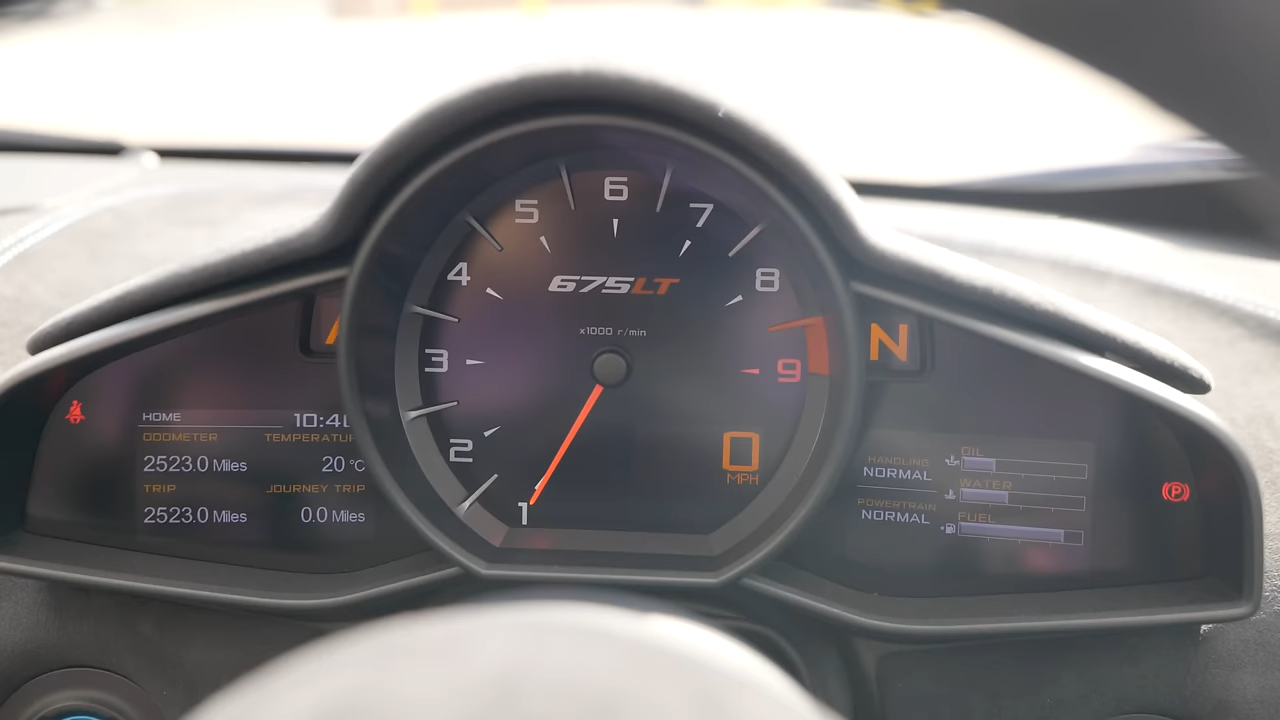 6
5
7
4
8
675LT
x1000 r/min
3
9
2
1
0
MPH
HOME
ODOMETER
2523.0 Miles
20 °C
TRIP
JOURNEY TRIP
2523.0 Miles
0.0 Miles
N
HANDLING
NORMAL
POWERTRAIN
NORMAL
OIL
WATER
FUEL
P